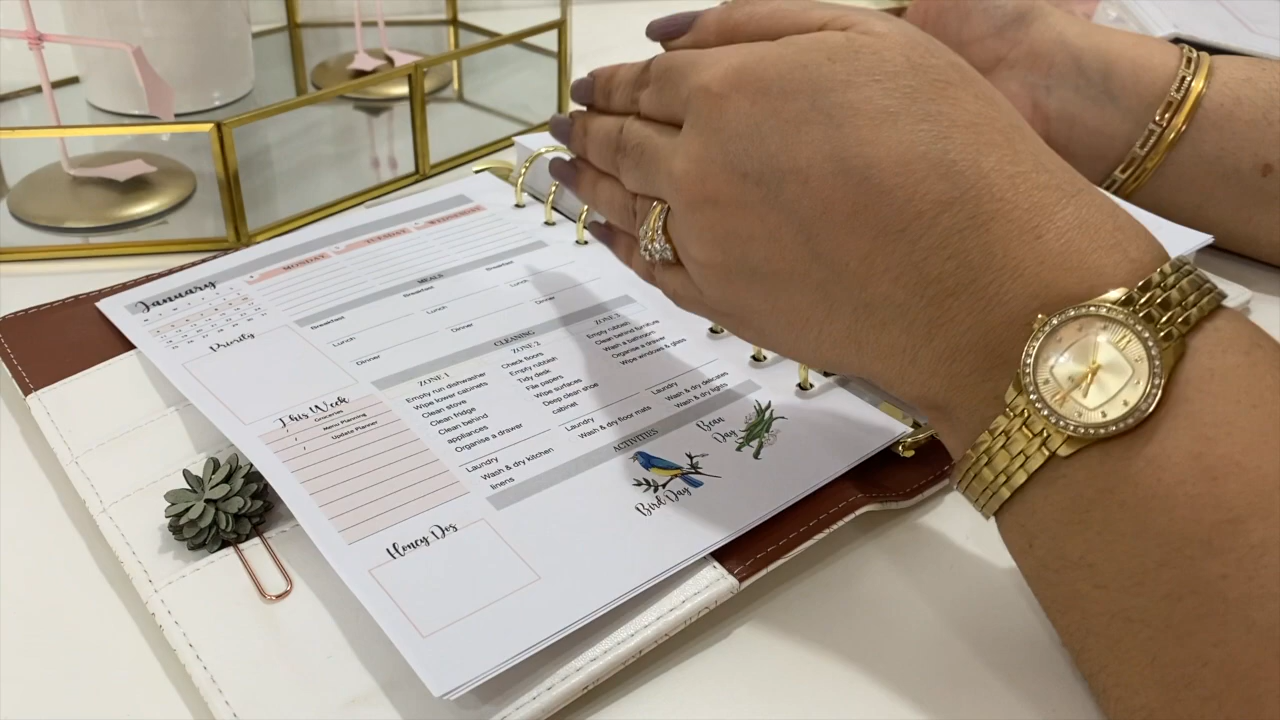 January
MONDAY
TUESDAY
WEDNESDAY
Priority
MEALS
Breakfast
Breakfast
Breakfast
Lunch
Lunch
Lunch
Dinner
Dinner
Dinner
This Week
Groceries
Menu Planning
Update Planner
CLEANING
ZONE 1
Empty run dishwasher
Wipe lower cabinets
Clean stove
Clean fridge
Clean behind
appliances
Organise a drawer
Laundry
Wash & dry kitchen
linens
ZONE 2
Check floors
Empty rubbish
Tidy desk
File papers
Wipe surfaces
Deep clean shoe
cabinet
Laundry
Wash & dry floor mats
ZONE 3
Empty rubbish
Clean behind furniture
Wash a bathroom
Organise a drawer
Wipe windows & glass
Laundry
Wash & dry delicates
Wash & dry lights
ACTIVITIES
Bird Day
Bean
Day
Honey Dos